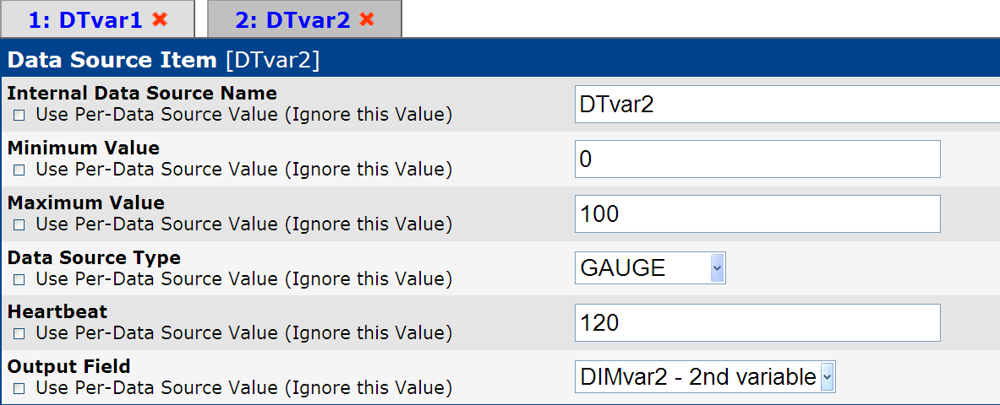 1: DTvar1 2: DTvar2
Data Source Item [DTvar2]
Internal Data Source Name
Use Per-Data Source Value (Ignore this Value)
DTvar2
Minimum Value
Use Per-Data Source Value (Ignore this Value)
0
Maximum Value
Use Per-Data Source Value (Ignore this Value)
100
Data Source Type
Use Per-Data Source Value (Ignore this Value)
GAUGE
Heartbeat
Use Per-Data Source Value (Ignore this Value)
120
Output Field
Use Per-Data Source Value (Ignore this Value)
DIMvar2 - 2nd variable